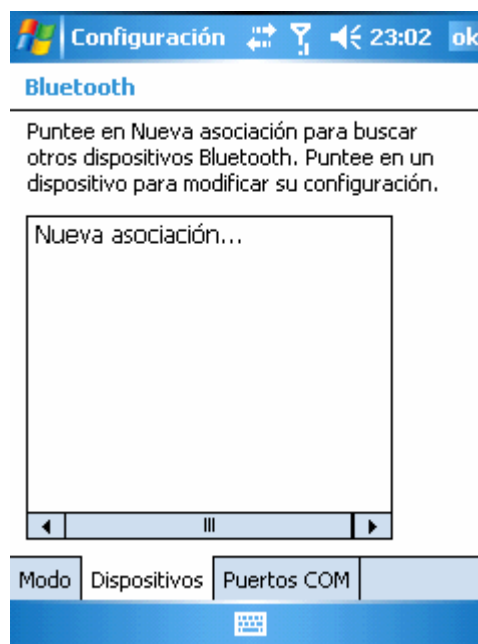 Configuración 23:02 ok
Bluetooth
Puntee en Nueva asociación para buscar
otros dispositivos Bluetooth. Puntee en un
dispositivo para modificar su configuración.
Nueva asociación...
Modo Dispositivos Puertos COM